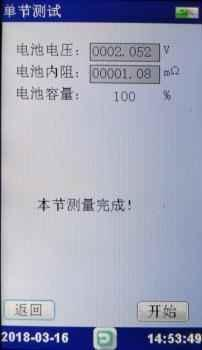 单节测试
电池电压: 0002.052 V
电池内阻: 00001.08 mΩ
电池容量: 100 %
本节测量完成!
返回 开始
2018-03-16 14:53:49